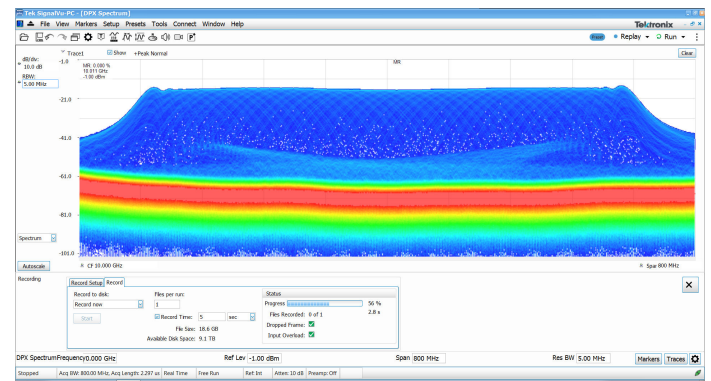 Tek SignalVu-PC - [DPX Spectrum]
File View Markers Setup Presets Tools Connect Window Help
Tektronix
Preset Replay Run
dB/div: 10.0 dB
RBW: 5.00 MHz
Trace1 Show +Peak Normal Clear
MR: 0.000 %
10.011 GHz
-1.00 dBm
MR
-1.0
-21.0
-41.0
-61.0
-81.0
-101.0
Spectrum
Autoscale
CF 10.000 GHz
Span 800 MHz
Recording
Record Setup Record
Record to disk: Files per run:
Record now 1
Start Record Time: 5 sec
File Size: 18.6 GB
Available Disk Space: 9.1 TB
Status
Progress 56 %
Files Recorded: 0 of 1 2.8 s
Dropped Frame:
Input Overload:
DPX Spectrum Frequency 0.000 GHz Ref Lev -1.00 dBm Span 800 MHz Res BW 5.00 MHz Markers Traces
Stopped Acq BW: 800.00 MHz, Acq Length: 2.297 us Real Time Free Run Ref: Int Atten: 10 dB Preamp: Off